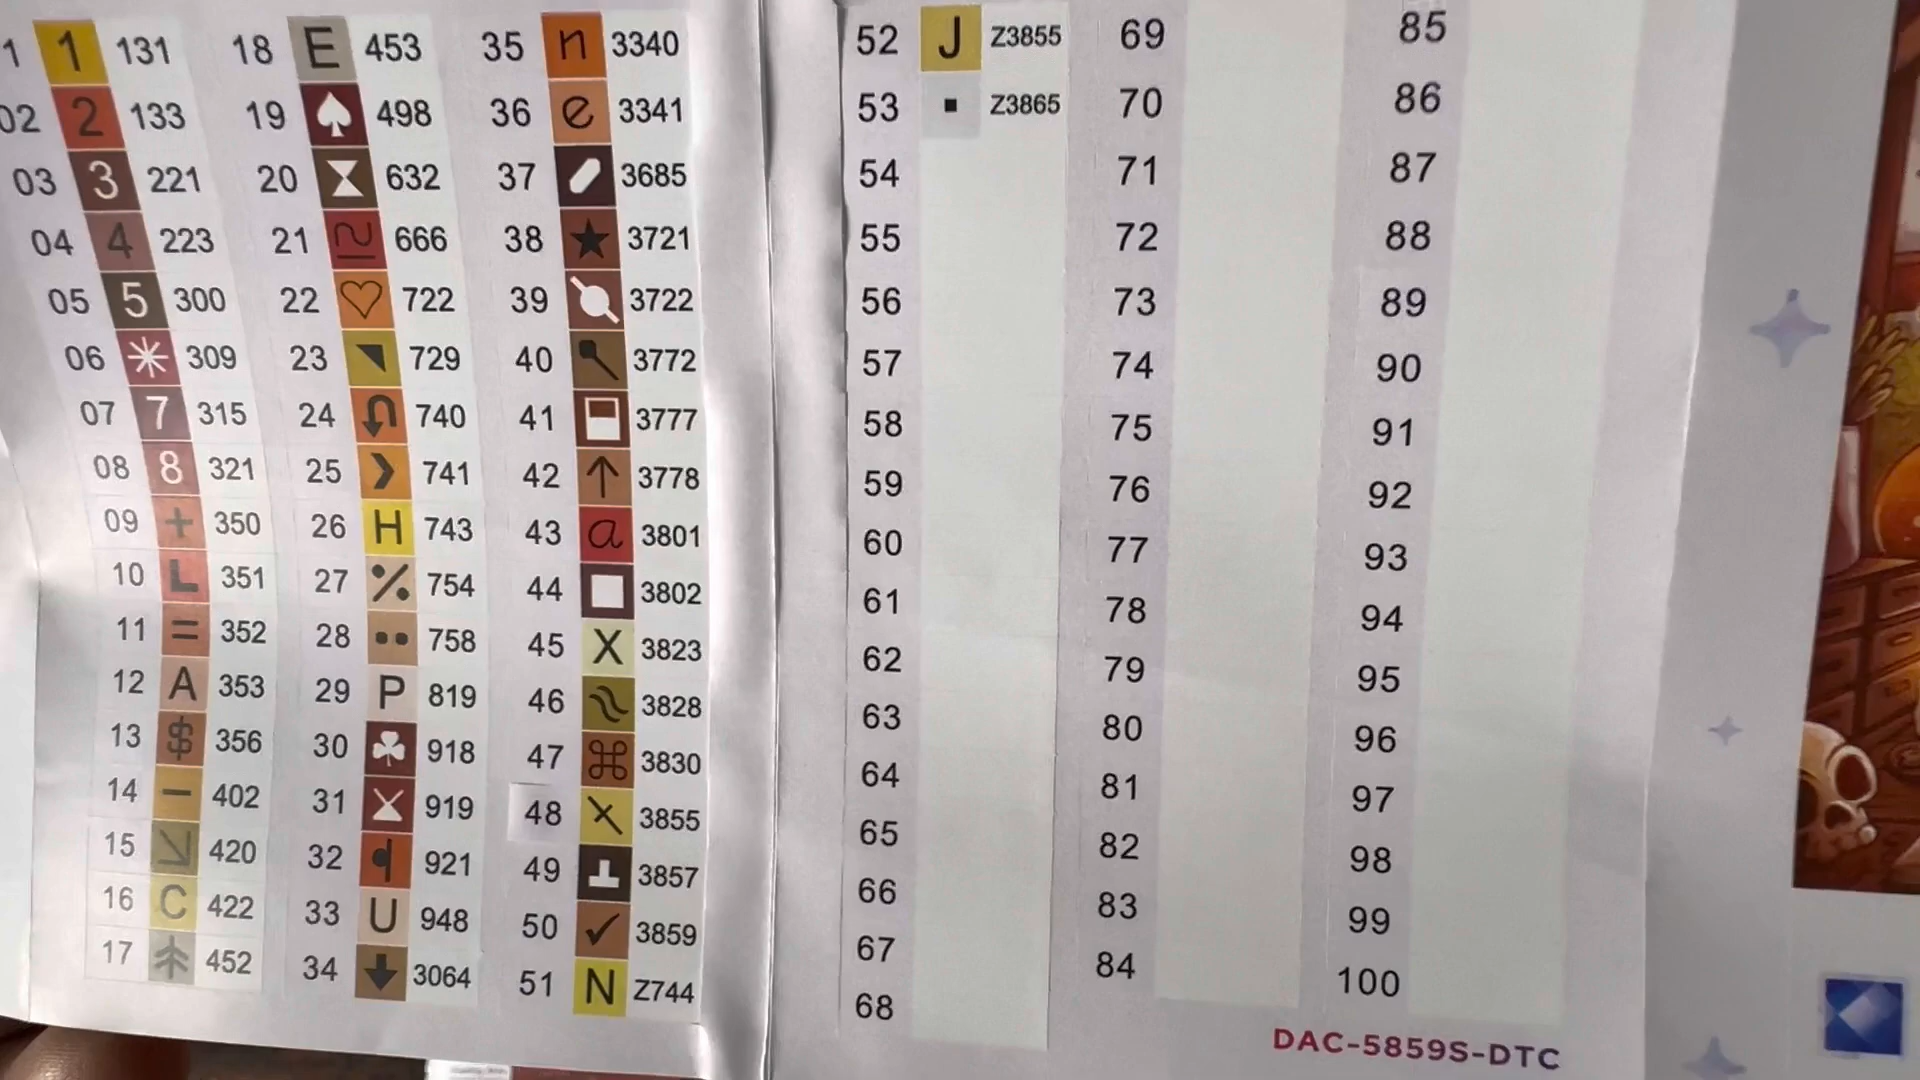 1 1 131 18 E 453 35 n 3340 52 J Z3855 69 85
02 2 133 19 498 36 e 3341 53 Z3865 70 86
03 3 221 20 632 37 3685 54 71 87
04 4 223 21 666 38 3721 55 72 88
05 5 300 22 722 39 3722 56 73 89
06 309 23 729 40 3772 57 74 90
07 7 315 24 740 41 3777 58 75 91
08 8 321 25 741 42 3778 59 76 92
09 + 350 26 H 743 43 a 3801 60 77 93
10 L 351 27 754 44 3802 61 78 94
11 = 352 28 758 45 X 3823 62 79 95
12 A 353 29 P 819 46 3828 63 80 96
13 $ 356 30 918 47 3830 64 81 97
14 – 402 31 919 48 3855 65 82 98
15 420 32 921 49 3857 66 83 99
16 C 422 33 U 948 50 3859 67 84 100
17 452 34 3064 51 N Z744 68
DAC-5859S-DTC